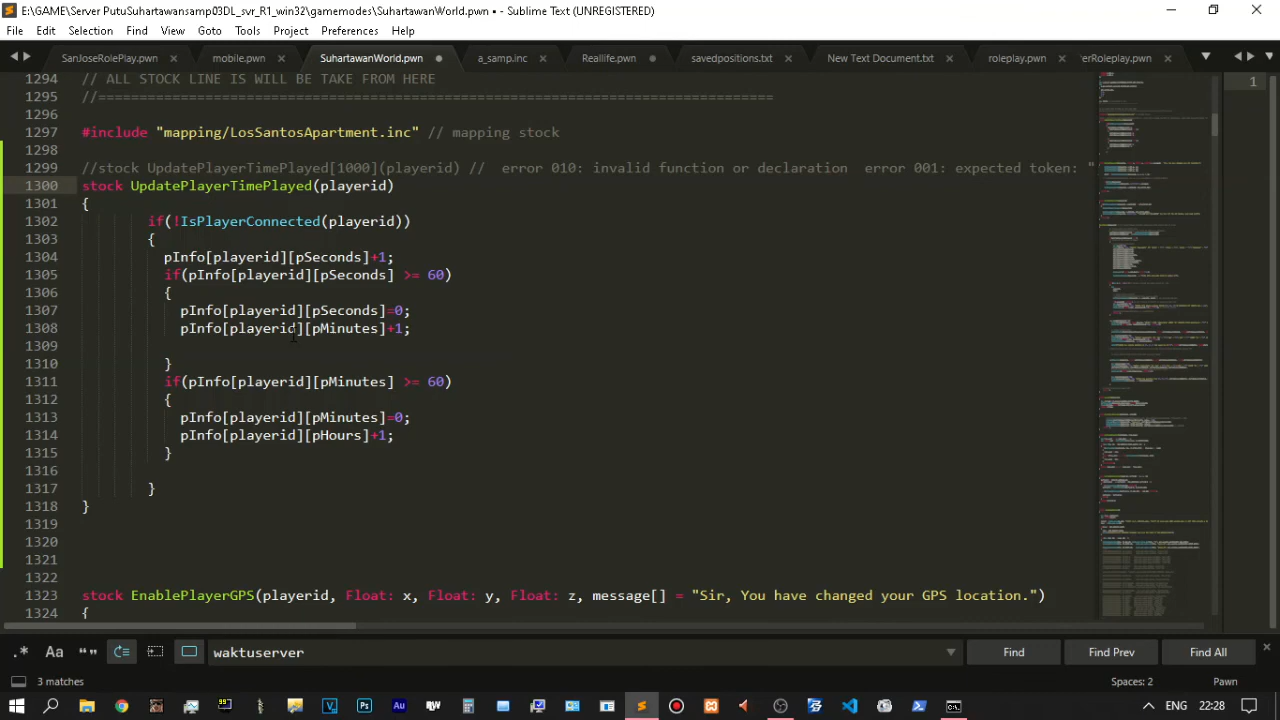 E:\GAME\Server PutuSuhartawansamp03DL_svr_R1_win32\gamemodes\SuhartawanWorld.pwn • - Sublime Text (UNREGISTERED)
File Edit Selection Find View Goto Tools Project Preferences Help
SanJoseRolePlay.pwn mobile.pwn SuhartawanWorld.pwn a_samp.inc Reallife.pwn savedpositions.txt New Text Document.txt roleplay.pwn erRoleplay.pwn
1294 // ALL STOCK LINE IS WILL BE TAKE FROM HERE
1295 //===================================================================================
1296
1297 #include "mapping/LosSantosApartment.inc" // mapping stock
1298
1299 //stock UpdatePlayerTimePlayed[1000](playerid) // error 010: invalid function or declaration,error 001: expected token:
1300 stock UpdatePlayerTimePlayed(playerid)
1301 {
1302 if(!IsPlayerConnected(playerid))
1303 {
1304 pInfo[playerid][pSeconds]+1;
1305 if(pInfo[playerid][pSeconds] >= 60)
1306 {
1307 pInfo[playerid][pSeconds]=0;
1308 pInfo[playerid][pMinutes]+1;
1309
1310 }
1311 if(pInfo[playerid][pMinutes] >= 60)
1312 {
1313 pInfo[playerid][pMinutes]=0;
1314 pInfo[playerid][pHours]+1;
1315 }
1316
1317 }
1318 }
1319
1320
1321
1322
1323 stock EnablePlayerGPS(playerid, Float: x, Float: y, Float: z, message[] = "Sir, You have changed your GPS location.")
1324 {
1
.* Aa “” waktuserver Find Find Prev Find All
3 matches Spaces: 2 Pawn
ENG 22:28